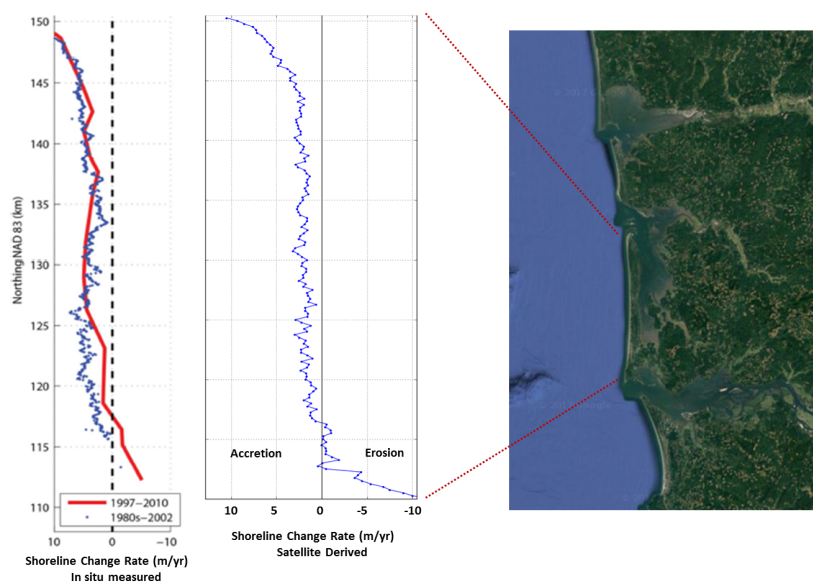 150
145
140
135
130
125
120
115
110
Northing NAD 83 (km)
1997−2010
1980s−2002
10 0 −10
Shoreline Change Rate (m/yr)
In situ measured
Accretion
Erosion
10 5 0 -5 -10
Shoreline Change Rate (m/yr)
Satellite Derived